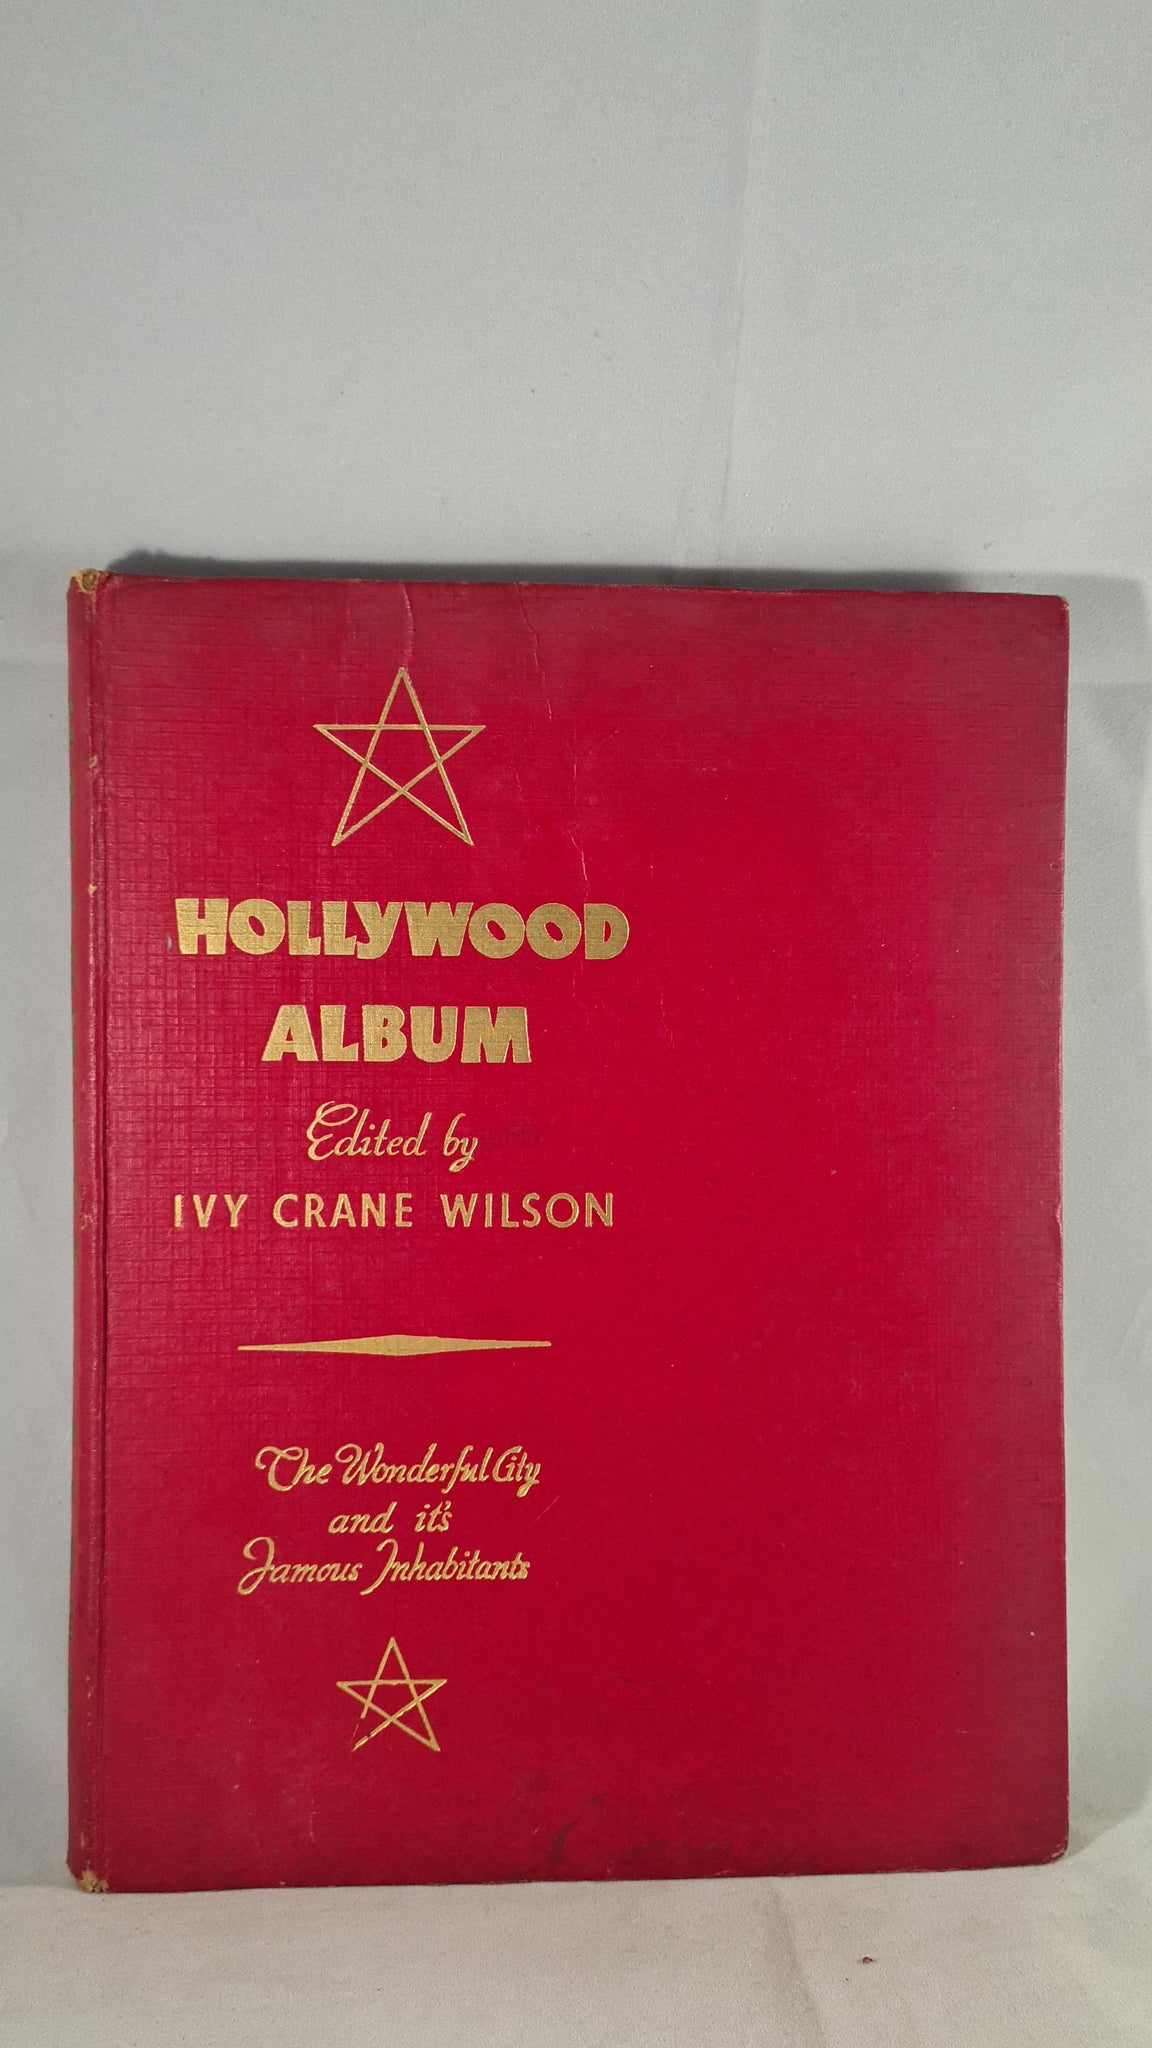 HOLLYWOOD
ALBUM
Edited by
IVY CRANE WILSON
The Wonderful City
and it's
Famous Inhabitants